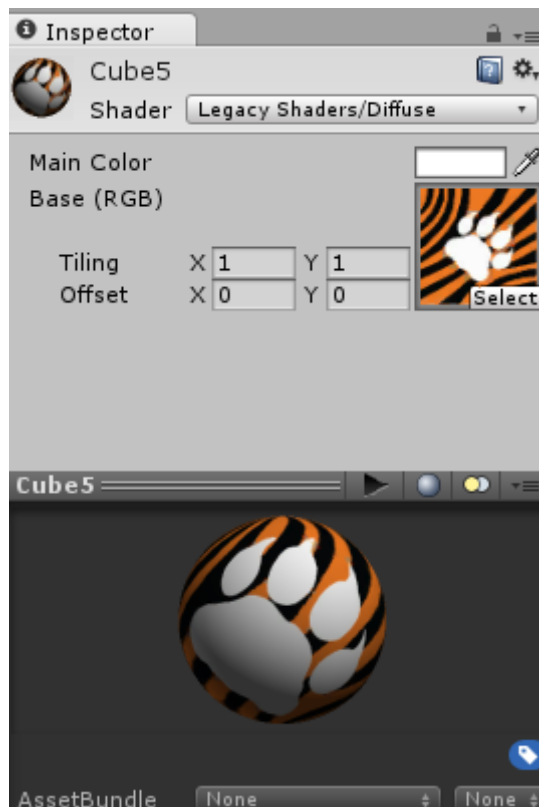 Inspector
Cube5
Shader Legacy Shaders/Diffuse
Main Color
Base (RGB)
Tiling X 1 Y 1
Offset X 0 Y 0
Select
Cube5
AssetBundle None None